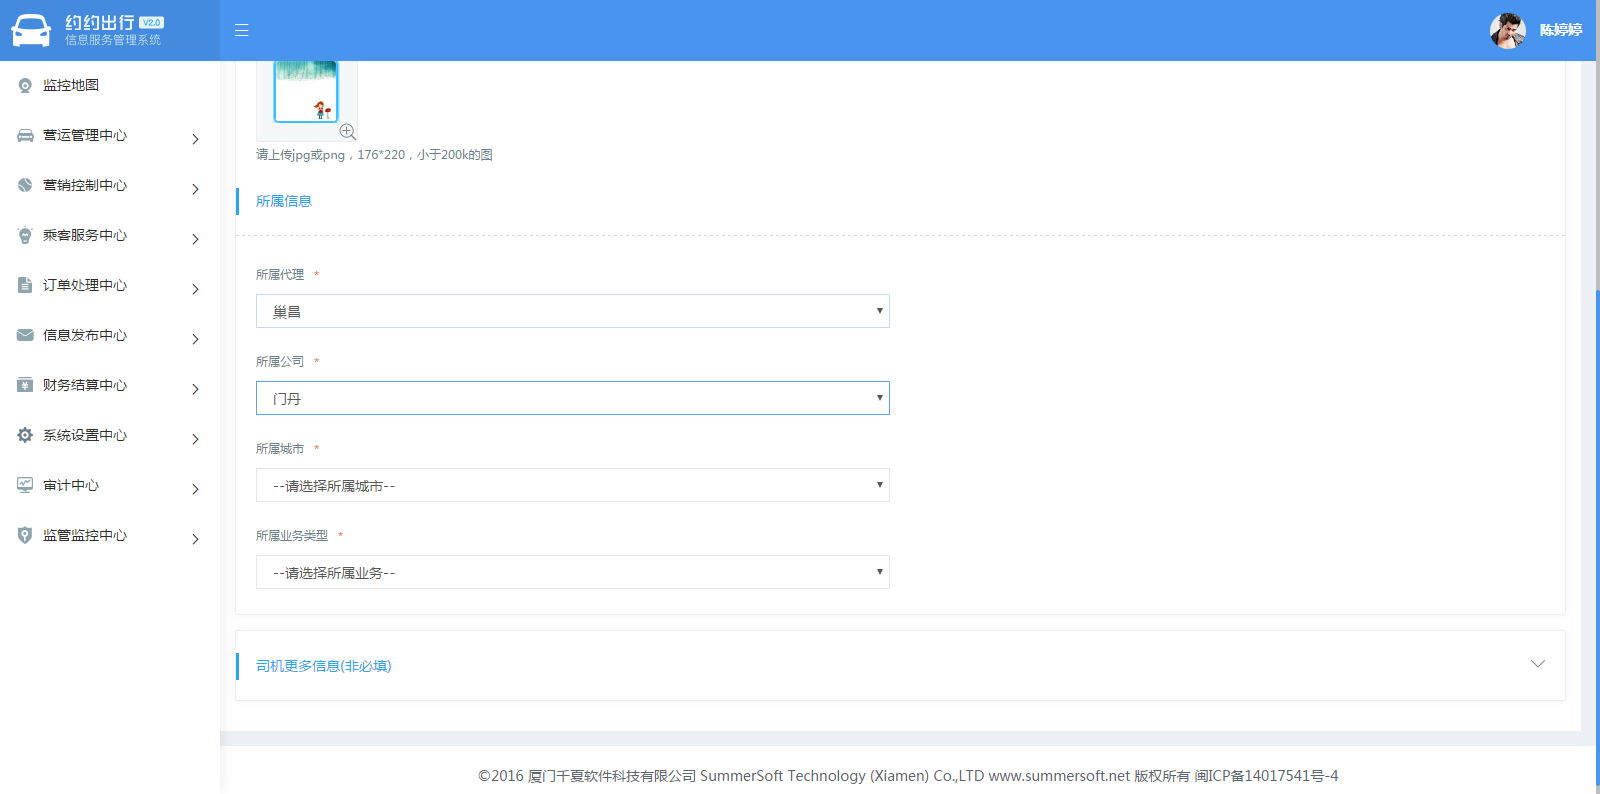 约约出行 V2.0
信息服务管理系统
陈婷婷
监控地图
营运管理中心
营销控制中心
乘客服务中心
订单处理中心
信息发布中心
财务结算中心
系统设置中心
审计中心
监管监控中心
请上传jpg或png，176*220，小于200k的图
所属信息
所属代理 *
巢昌
所属公司 *
门丹
所属城市 *
--请选择所属城市--
所属业务类型 *
--请选择所属业务--
司机更多信息(非必填)
©2016 厦门千夏软件科技有限公司 SummerSoft Technology (Xiamen) Co.,LTD www.summersoft.net 版权所有 闽ICP备14017541号-4